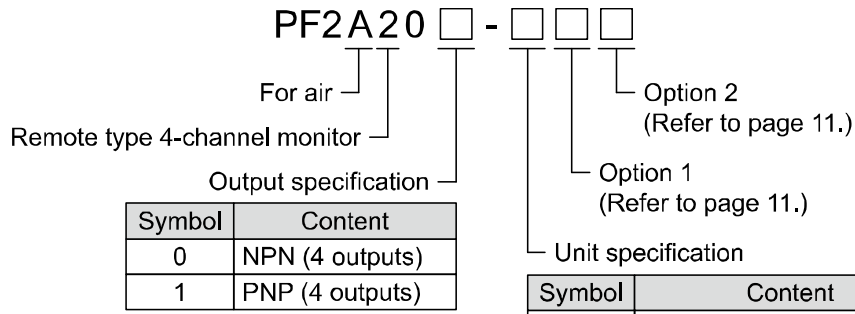 PF2A20□-□□□
For air
Remote type 4-channel monitor
Output specification
Symbol Content
0 NPN (4 outputs)
1 PNP (4 outputs)
Option 2
(Refer to page 11.)
Option 1
(Refer to page 11.)
Unit specification
Symbol Content